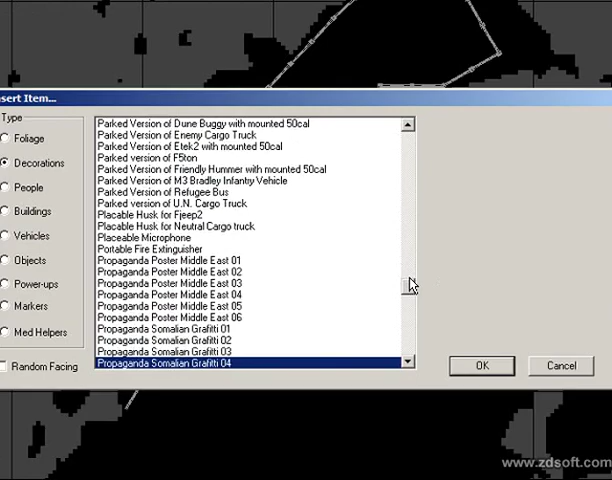 nsert Item...
Type
Foliage
Decorations
People
Buildings
Vehicles
Objects
Power-ups
Markers
Med Helpers
Random Facing
Parked Version of Dune Buggy with mounted 50cal
Parked Version of Enemy Cargo Truck
Parked Version of Etek2 with mounted 50cal
Parked version of F5ton
Parked Version of Friendly Hummer with mounted 50cal
Parked Version of M3 Bradley Infantry Vehicle
Parked Version of Refugee Bus
Parked version of U.N. Cargo Truck
Placable Husk for Fjeep2
Placable Husk for Neutral Cargo truck
Placeable Microphone
Portable Fire Extinguisher
Propaganda Poster Middle East 01
Propaganda Poster Middle East 02
Propaganda Poster Middle East 03
Propaganda Poster Middle East 04
Propaganda Poster Middle East 05
Propaganda Poster Middle East 06
Propaganda Somalian Grafitti 01
Propaganda Somalian Grafitti 02
Propaganda Somalian Grafitti 03
Propaganda Somalian Grafitti 04
OK
Cancel
www.zdsoft.com